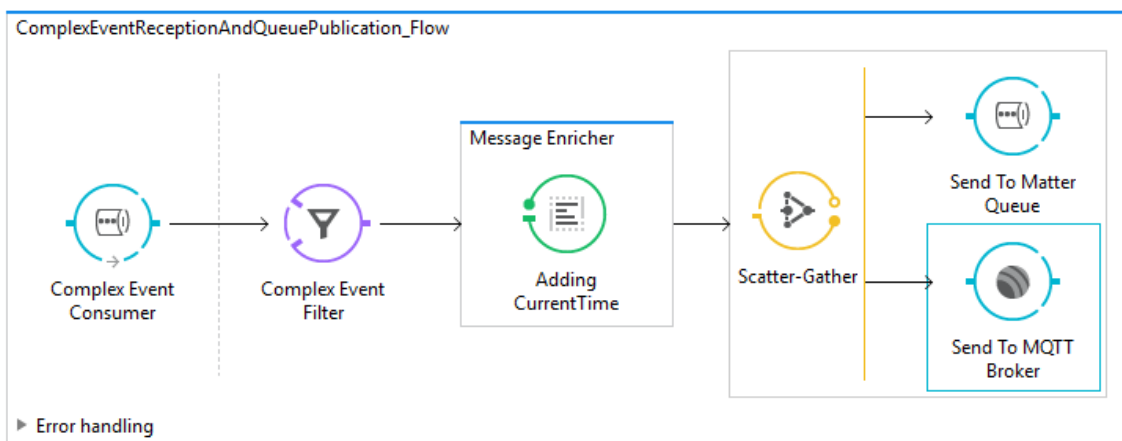 ComplexEventReceptionAndQueuePublication_Flow
Message Enricher
Complex Event
Consumer
Complex Event
Filter
Adding
CurrentTime
Scatter-Gather
Send To Matter
Queue
Send To MQTT
Broker
Error handling